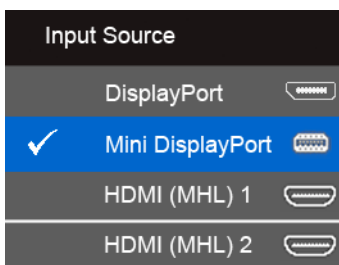 Input Source
DisplayPort
Mini DisplayPort
HDMI (MHL) 1
HDMI (MHL) 2